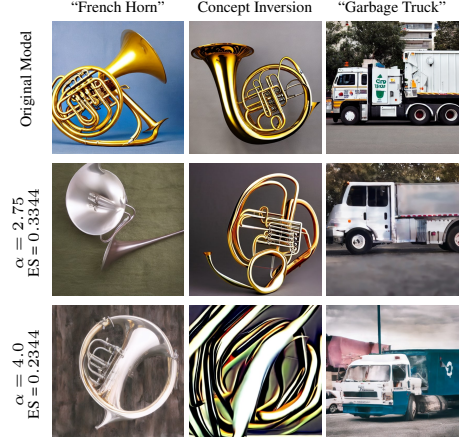 “French Horn” Concept Inversion “Garbage Truck”
Original Model
α = 2.75
ES = 0.3344
α = 4.0
ES = 0.2344